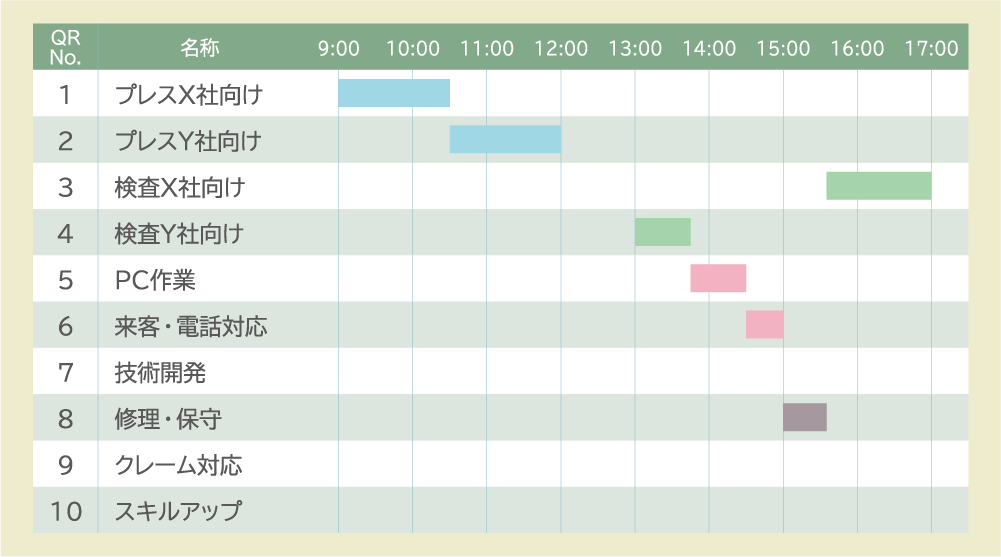 QR No. 名称 9:00 10:00 11:00 12:00 13:00 14:00 15:00 16:00 17:00
1 プレスX社向け
2 プレスY社向け
3 検査X社向け
4 検査Y社向け
5 PC作業
6 来客・電話対応
7 技術開発
8 修理・保守
9 クレーム対応
10 スキルアップ